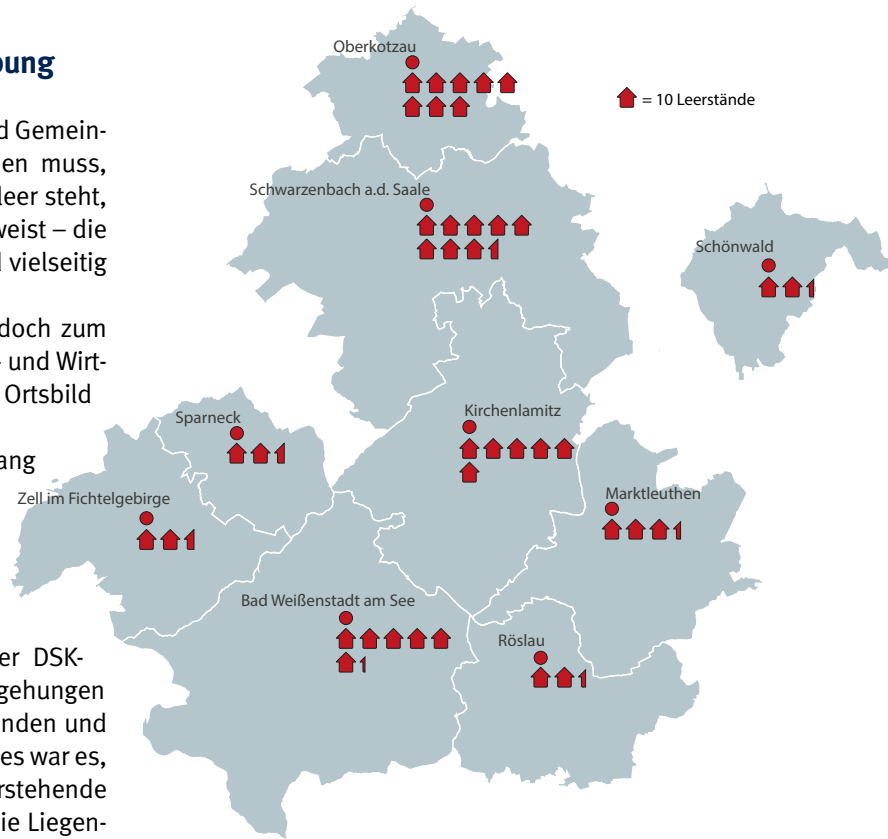 bung
d Gemein-
en muss,
leer steht,
weist – die
d vielseitig
doch zum
- und Wirt-
Ortsbild
ang
er DSK-
gehungen
nden und
es war es,
rstehende
ie Liegen-
Oberkotzau
= 10 Leerstände
Schwarzenbach a.d. Saale
Schönwald
Sparneck
Kirchenlamitz
Zell im Fichtelgebirge
Marktleuthen
Bad Weißenstadt am See
Röslau